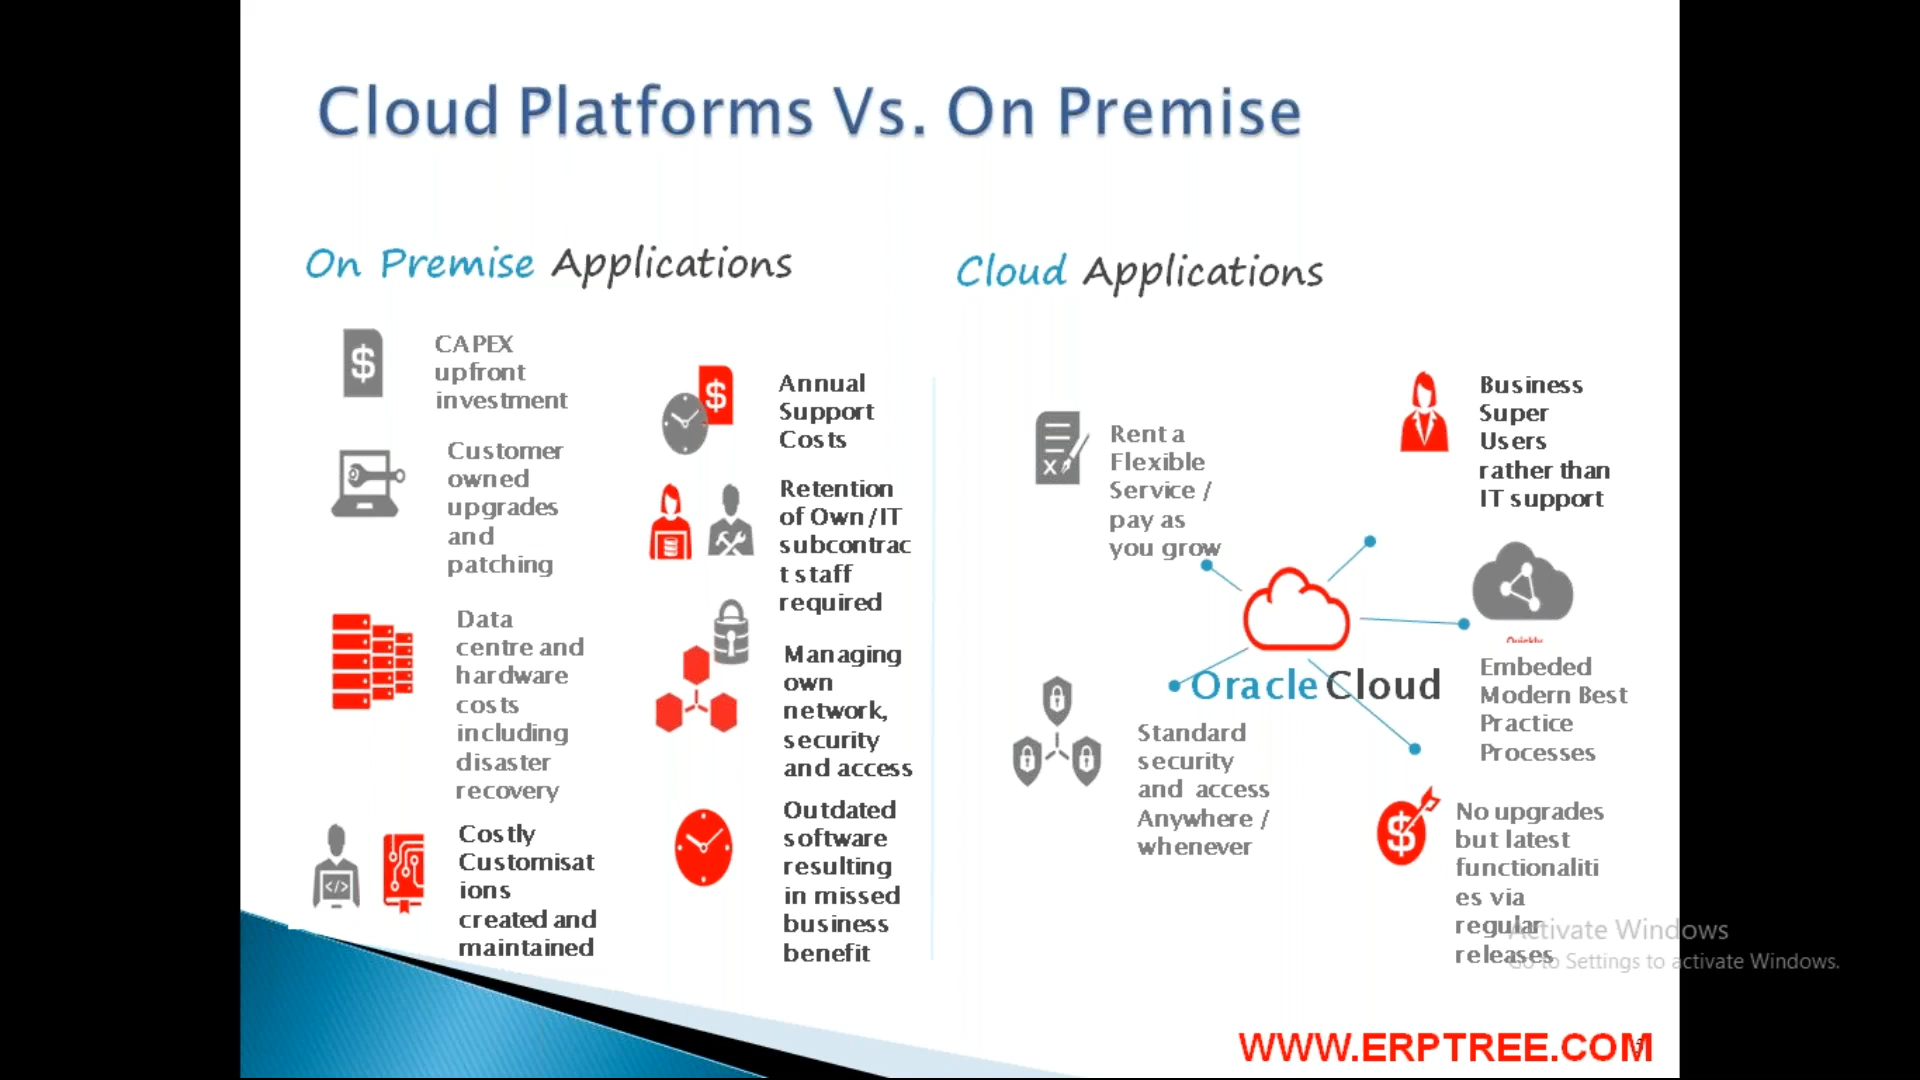 Cloud Platforms Vs. On Premise
On Premise Applications
CAPEX
upfront
investment
Customer
owned
upgrades
and
patching
Data
centre and
hardware
costs
including
disaster
recovery
Costly
Customisat
ions
created and
maintained
Annual
Support
Costs
Retention
of Own /IT
subcontrac
t staff
required
Managing
own
network,
security
and access
Outdated
software
resulting
in missed
business
benefit
Cloud Applications
Rent a
Flexible
Service /
pay as
you grow
Standard
security
and access
Anywhere /
whenever
Oracle Cloud
Business
Super
Users
rather than
IT support
Quickly
Embeded
Modern Best
Practice
Processes
No upgrades
but latest
functionaliti
es via
regular
releases
Activate Windows
Go to Settings to activate Windows.
WWW.ERPTREE.COM